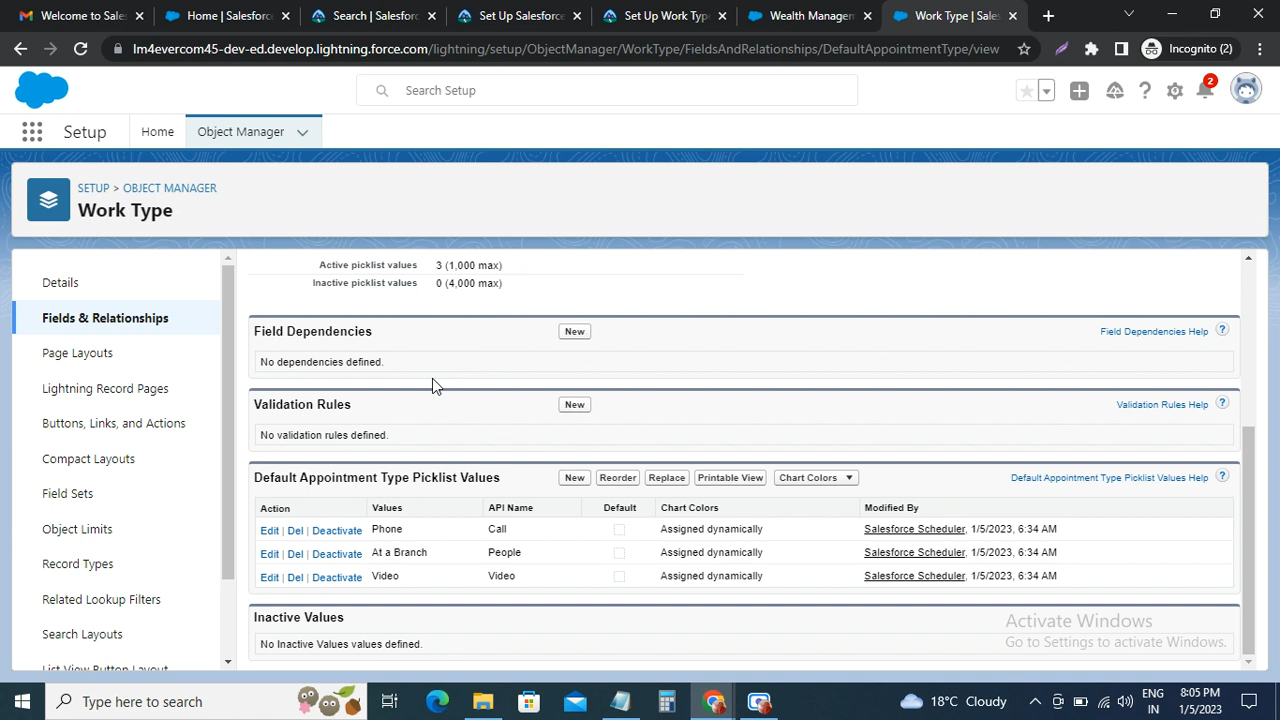 Welcome to Sales
Home | Salesforc
Search | Salesforc
Set Up Salesforce
Set Up Work Type
Wealth Managem
Work Type | Sales
lm4evercom45-dev-ed.develop.lightning.force.com/lightning/setup/ObjectManager/WorkType/FieldsAndRelationships/DefaultAppointmentType/view
Incognito (2)
Search Setup
2
Setup
Home
Object Manager
SETUP > OBJECT MANAGER
Work Type
Details
Fields & Relationships
Page Layouts
Lightning Record Pages
Buttons, Links, and Actions
Compact Layouts
Field Sets
Object Limits
Record Types
Related Lookup Filters
Search Layouts
List View Button Layout
Active picklist values 3 (1,000 max)
Inactive picklist values 0 (4,000 max)
Field Dependencies New Field Dependencies Help ?
No dependencies defined.
Validation Rules New Validation Rules Help ?
No validation rules defined.
Default Appointment Type Picklist Values New Reorder Replace Printable View Chart Colors Default Appointment Type Picklist Values Help ?
Action Values API Name Default Chart Colors Modified By
Edit | Del | Deactivate Phone Call Assigned dynamically Salesforce Scheduler, 1/5/2023, 6:34 AM
Edit | Del | Deactivate At a Branch People Assigned dynamically Salesforce Scheduler, 1/5/2023, 6:34 AM
Edit | Del | Deactivate Video Video Assigned dynamically Salesforce Scheduler, 1/5/2023, 6:34 AM
Inactive Values
No Inactive Values values defined.
Activate Windows
Go to Settings to activate Windows.
Type here to search
18°C Cloudy
ENG
IN
8:05 PM
1/5/2023